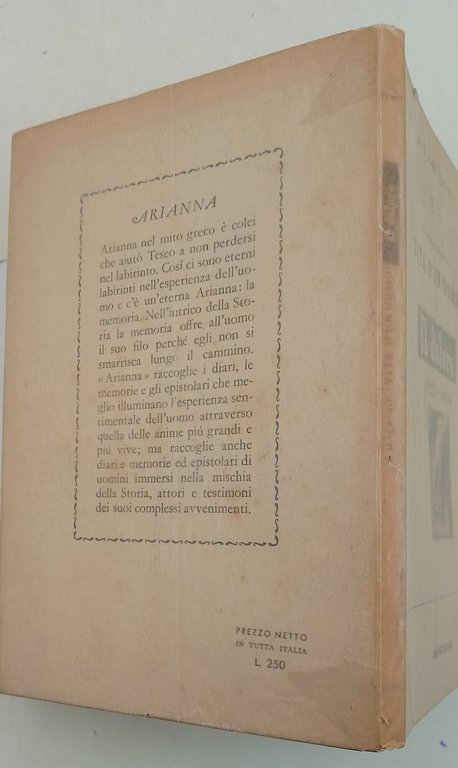 ARIANNA
Arianna nel mito greco è colei
che aiutò Teseo a non perdersi
nel labirinto. Cosí ci sono eterni
labirinti nell'esperienza dell'uo-
mo e c'è un'eterna Arianna: la
memoria. Nell'intrico della Sto-
ria la memoria offre all'uomo
il suo filo perché egli non si
smarrisca lungo il cammino.
«Arianna» raccoglie i diari, le
memorie e gli epistolari che me-
glio illuminano l'esperienza sen-
timentale dell'uomo attraverso
quella delle anime piú grandi e
piú vive; ma raccoglie anche
diari e memorie ed epistolari di
uomini immersi nella mischia
della Storia, attori e testimoni
dei suoi complessi avvenimenti.
PREZZO NETTO
IN TUTTA ITALIA
L. 250